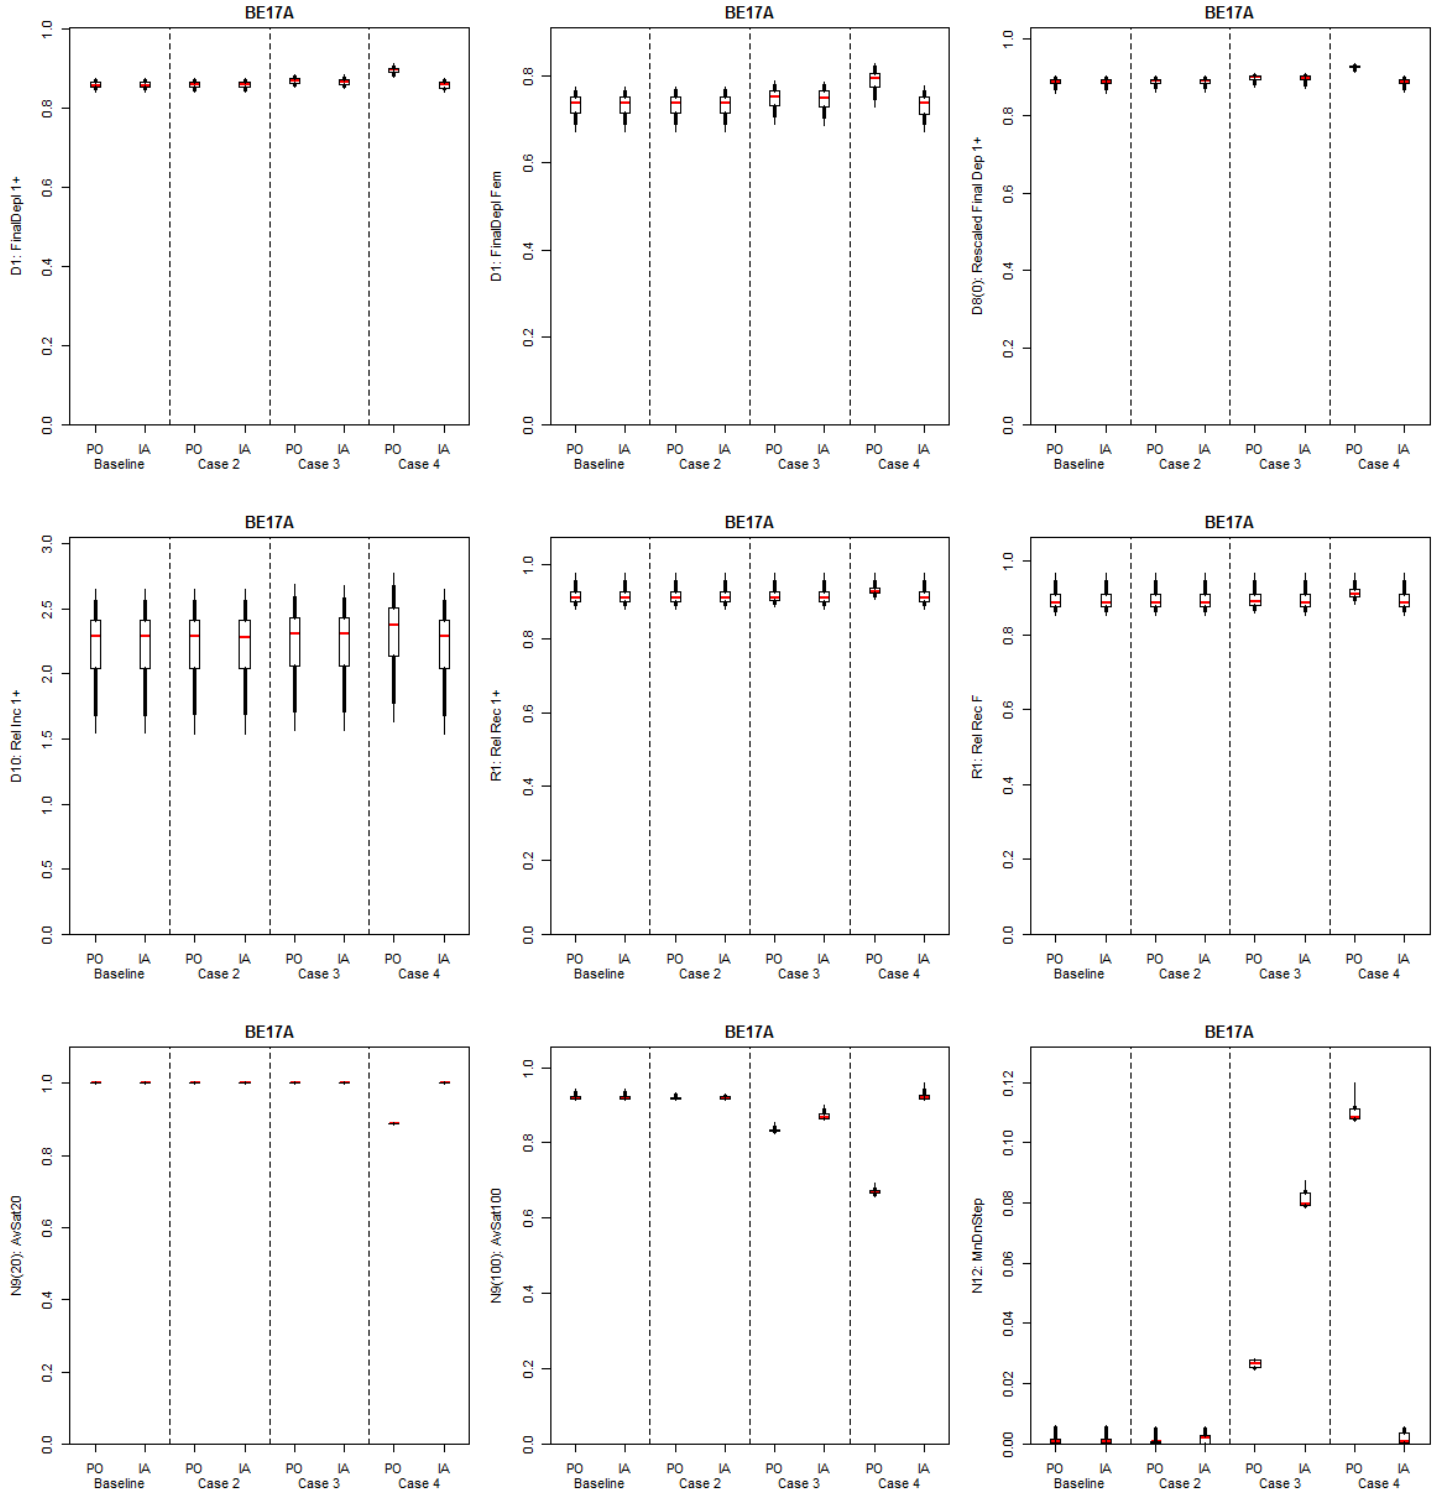 BE17A
D1: FinalDepl 1+
0.0 0.2 0.4 0.6 0.8 1.0
PO IA PO IA PO IA PO IA
Baseline Case 2 Case 3 Case 4
BE17A
D1: FinalDepl Fem
0.0 0.2 0.4 0.6 0.8
PO IA PO IA PO IA PO IA
Baseline Case 2 Case 3 Case 4
BE17A
D8(0): Rescaled Final Dep 1+
0.0 0.2 0.4 0.6 0.8 1.0
PO IA PO IA PO IA PO IA
Baseline Case 2 Case 3 Case 4
BE17A
D10: Rel Inc 1+
0.0 0.5 1.0 1.5 2.0 2.5 3.0
PO IA PO IA PO IA PO IA
Baseline Case 2 Case 3 Case 4
BE17A
R1: Rel Rec 1+
0.0 0.2 0.4 0.6 0.8 1.0
PO IA PO IA PO IA PO IA
Baseline Case 2 Case 3 Case 4
BE17A
R1: Rel Rec F
0.0 0.2 0.4 0.6 0.8 1.0
PO IA PO IA PO IA PO IA
Baseline Case 2 Case 3 Case 4
BE17A
N9(20): AvSat20
0.0 0.2 0.4 0.6 0.8 1.0
PO IA PO IA PO IA PO IA
Baseline Case 2 Case 3 Case 4
BE17A
N9(100): AvSat100
0.0 0.2 0.4 0.6 0.8 1.0
PO IA PO IA PO IA PO IA
Baseline Case 2 Case 3 Case 4
BE17A
N12: MnDnStep
0.00 0.02 0.04 0.06 0.08 0.10 0.12
PO IA PO IA PO IA PO IA
Baseline Case 2 Case 3 Case 4